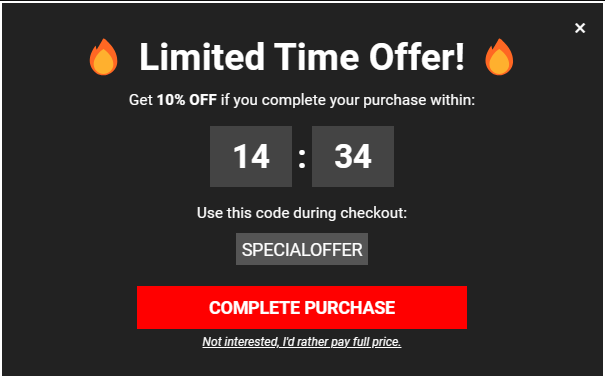 ×
Limited Time Offer!
Get 10% OFF if you complete your purchase within:
14 : 34
Use this code during checkout:
SPECIALOFFER
COMPLETE PURCHASE
Not interested, I'd rather pay full price.